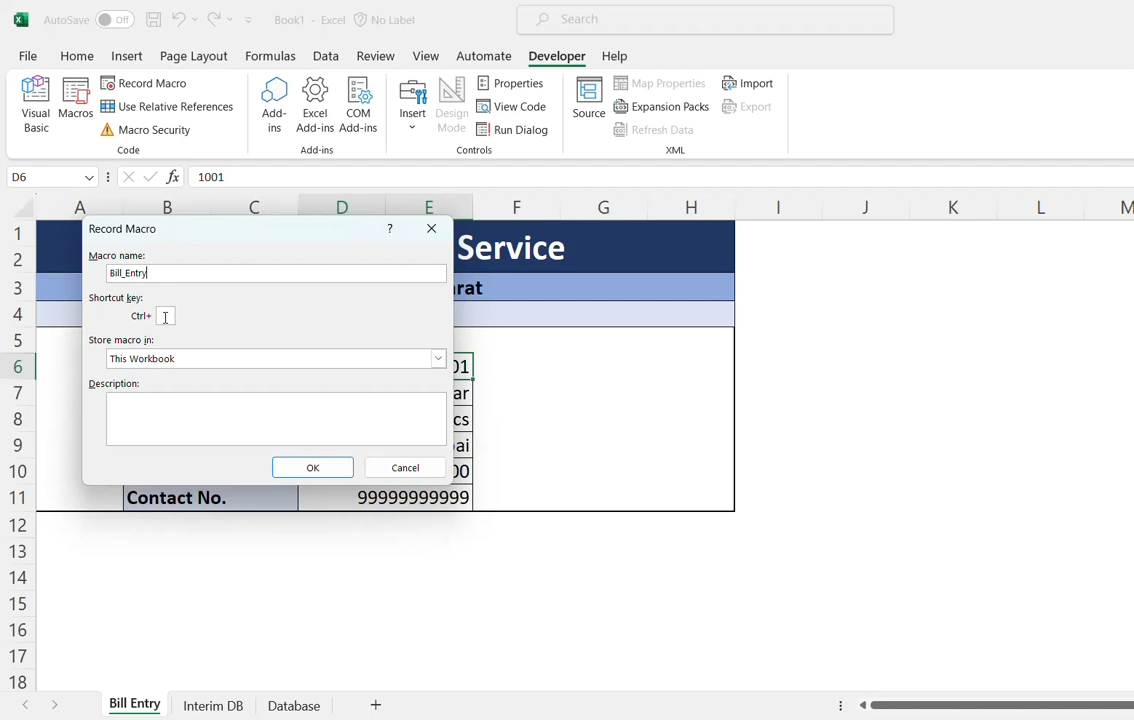 AutoSave Off Book1 - Excel No Label Search
File Home Insert Page Layout Formulas Data Review View Automate Developer Help
Visual Basic
Macros
Record Macro
Use Relative References
Macro Security
Code
Add-ins
Excel Add-ins
COM Add-ins
Add-ins
Insert
Design Mode
Properties
View Code
Run Dialog
Controls
Source
Map Properties
Expansion Packs
Refresh Data
Import
Export
XML
D6 fx 1001
A B C D E F G H I J K L M
1
2
3
4
5
6
7
8
9
10
11
12
13
14
15
16
17
18
Service
arat
01
ar
cs
ai
00
Contact No. 99999999999
Record Macro ?
Macro name:
Bill_Entry
Shortcut key:
Ctrl+
Store macro in:
This Workbook
Description:
OK Cancel
Bill Entry Interim DB Database +